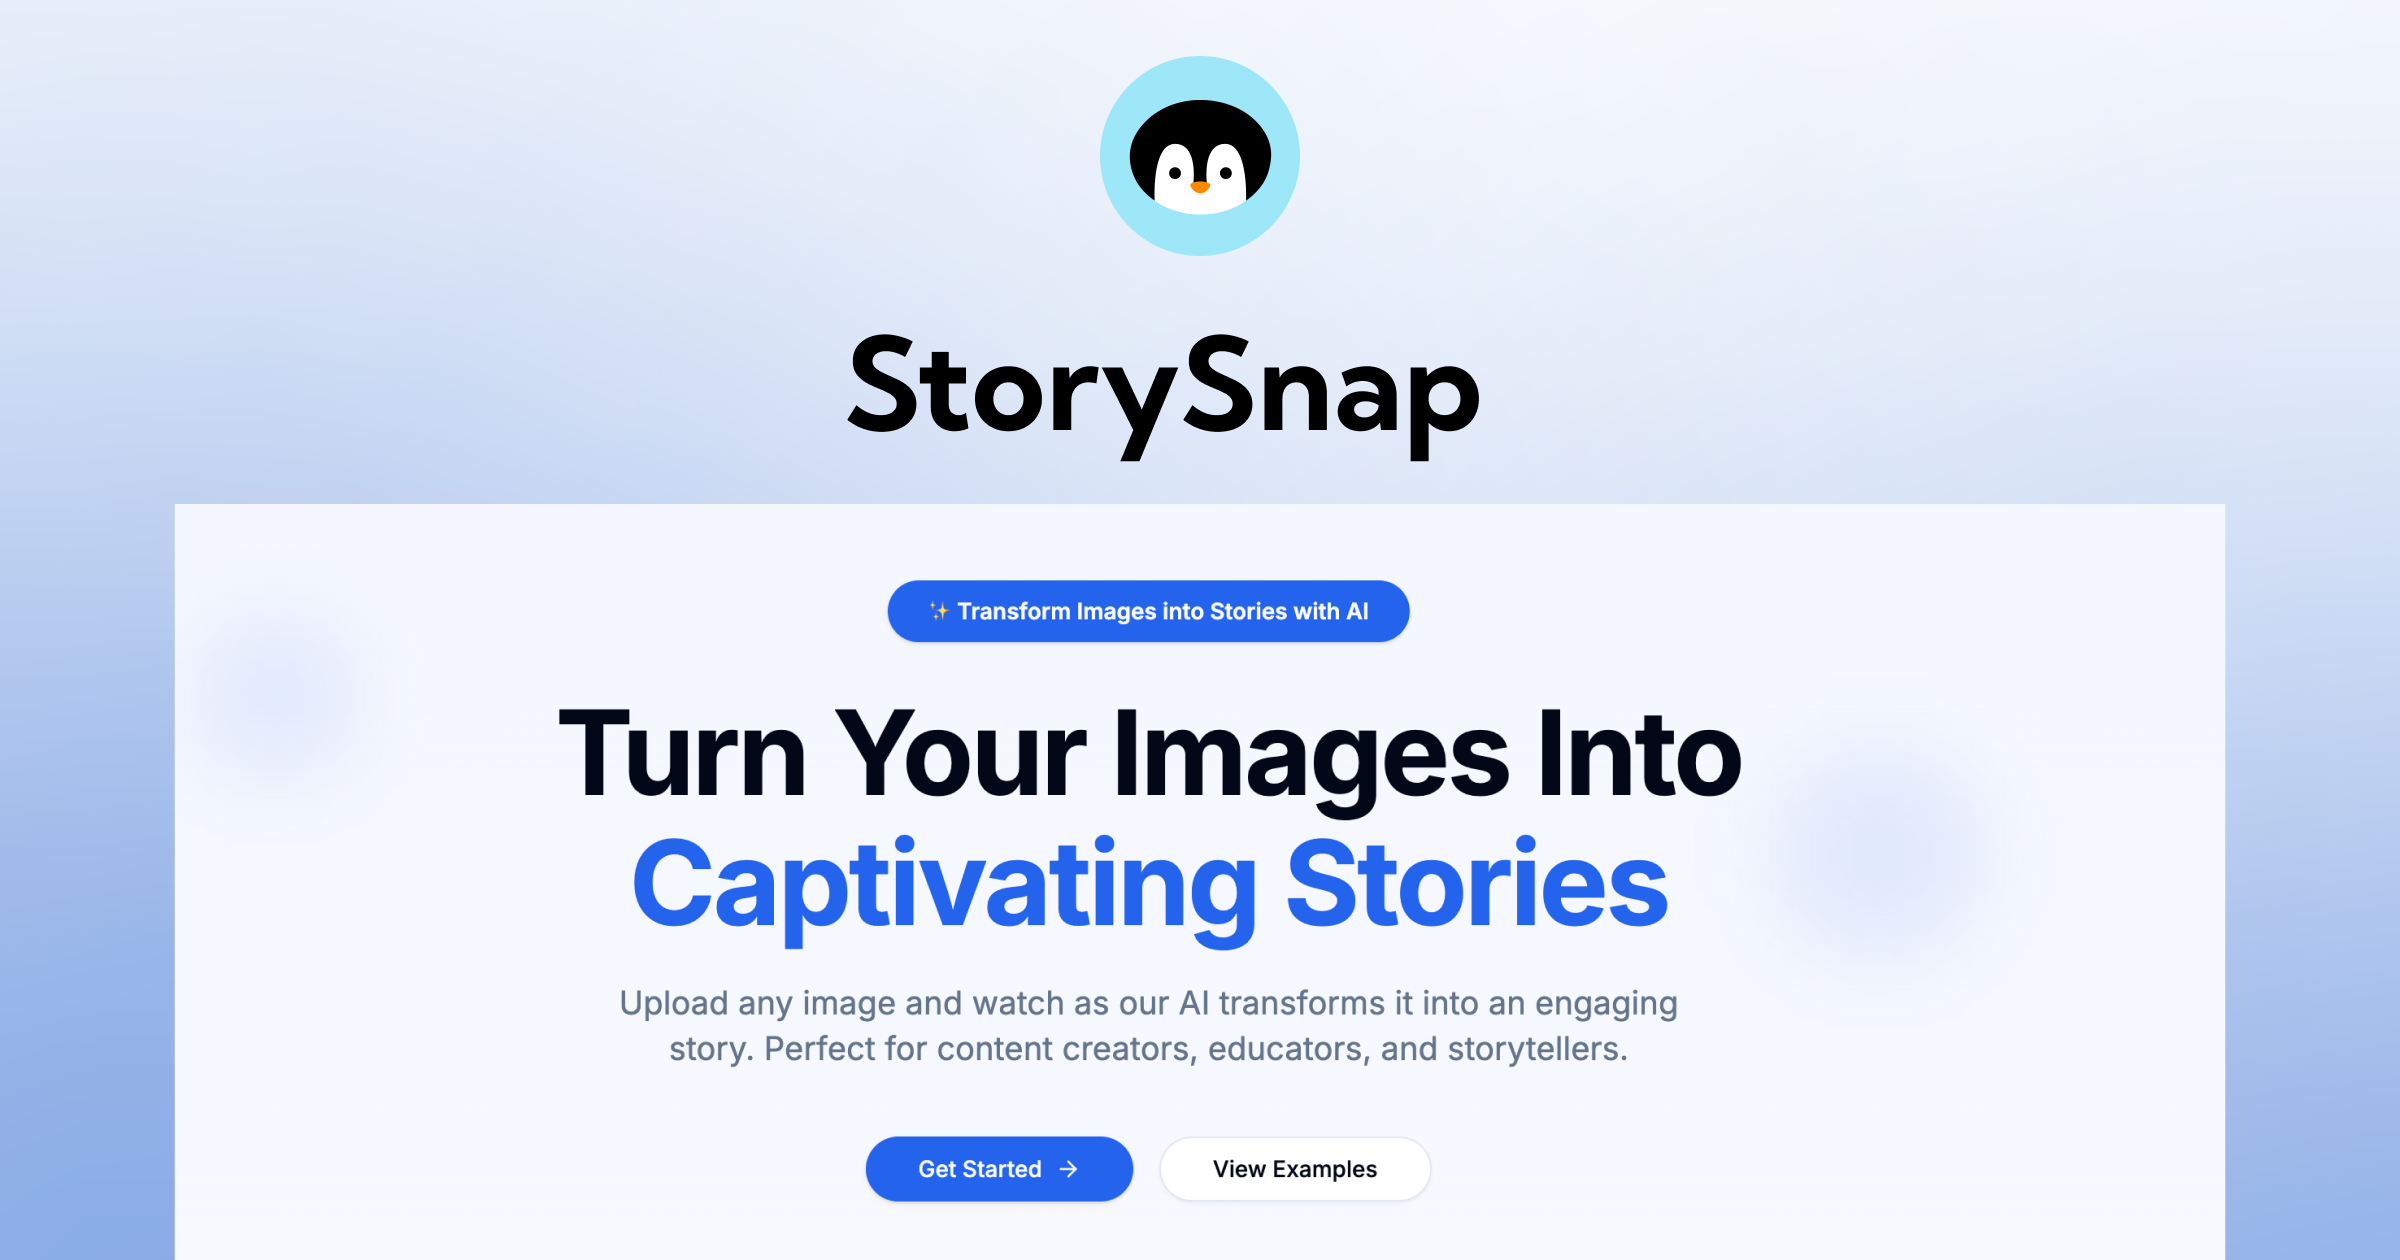 StorySnap
✨ Transform Images into Stories with AI
Turn Your Images Into
Captivating Stories
Upload any image and watch as our AI transforms it into an engaging
story. Perfect for content creators, educators, and storytellers.
Get Started →
View Examples